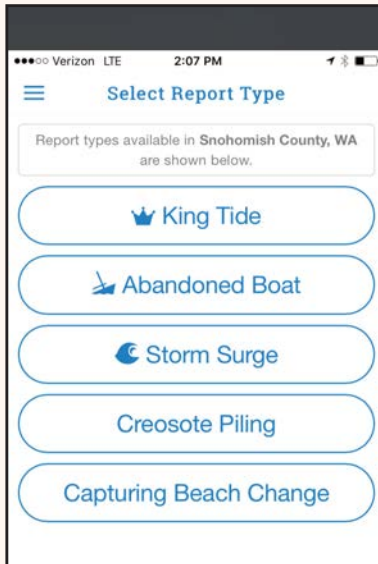 Verizon LTE 2:07 PM
Select Report Type
Report types available in Snohomish County, WA
are shown below.
King Tide
Abandoned Boat
Storm Surge
Creosote Piling
Capturing Beach Change